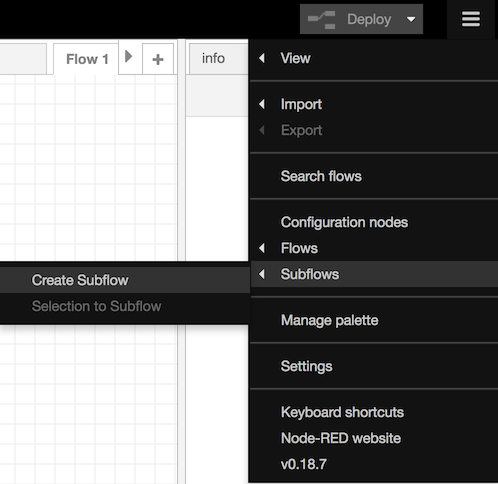 Deploy
Flow 1
+
info
View
Import
Export
Search flows
Configuration nodes
Flows
Subflows
Create Subflow
Selection to Subflow
Manage palette
Settings
Keyboard shortcuts
Node-RED website
v0.18.7